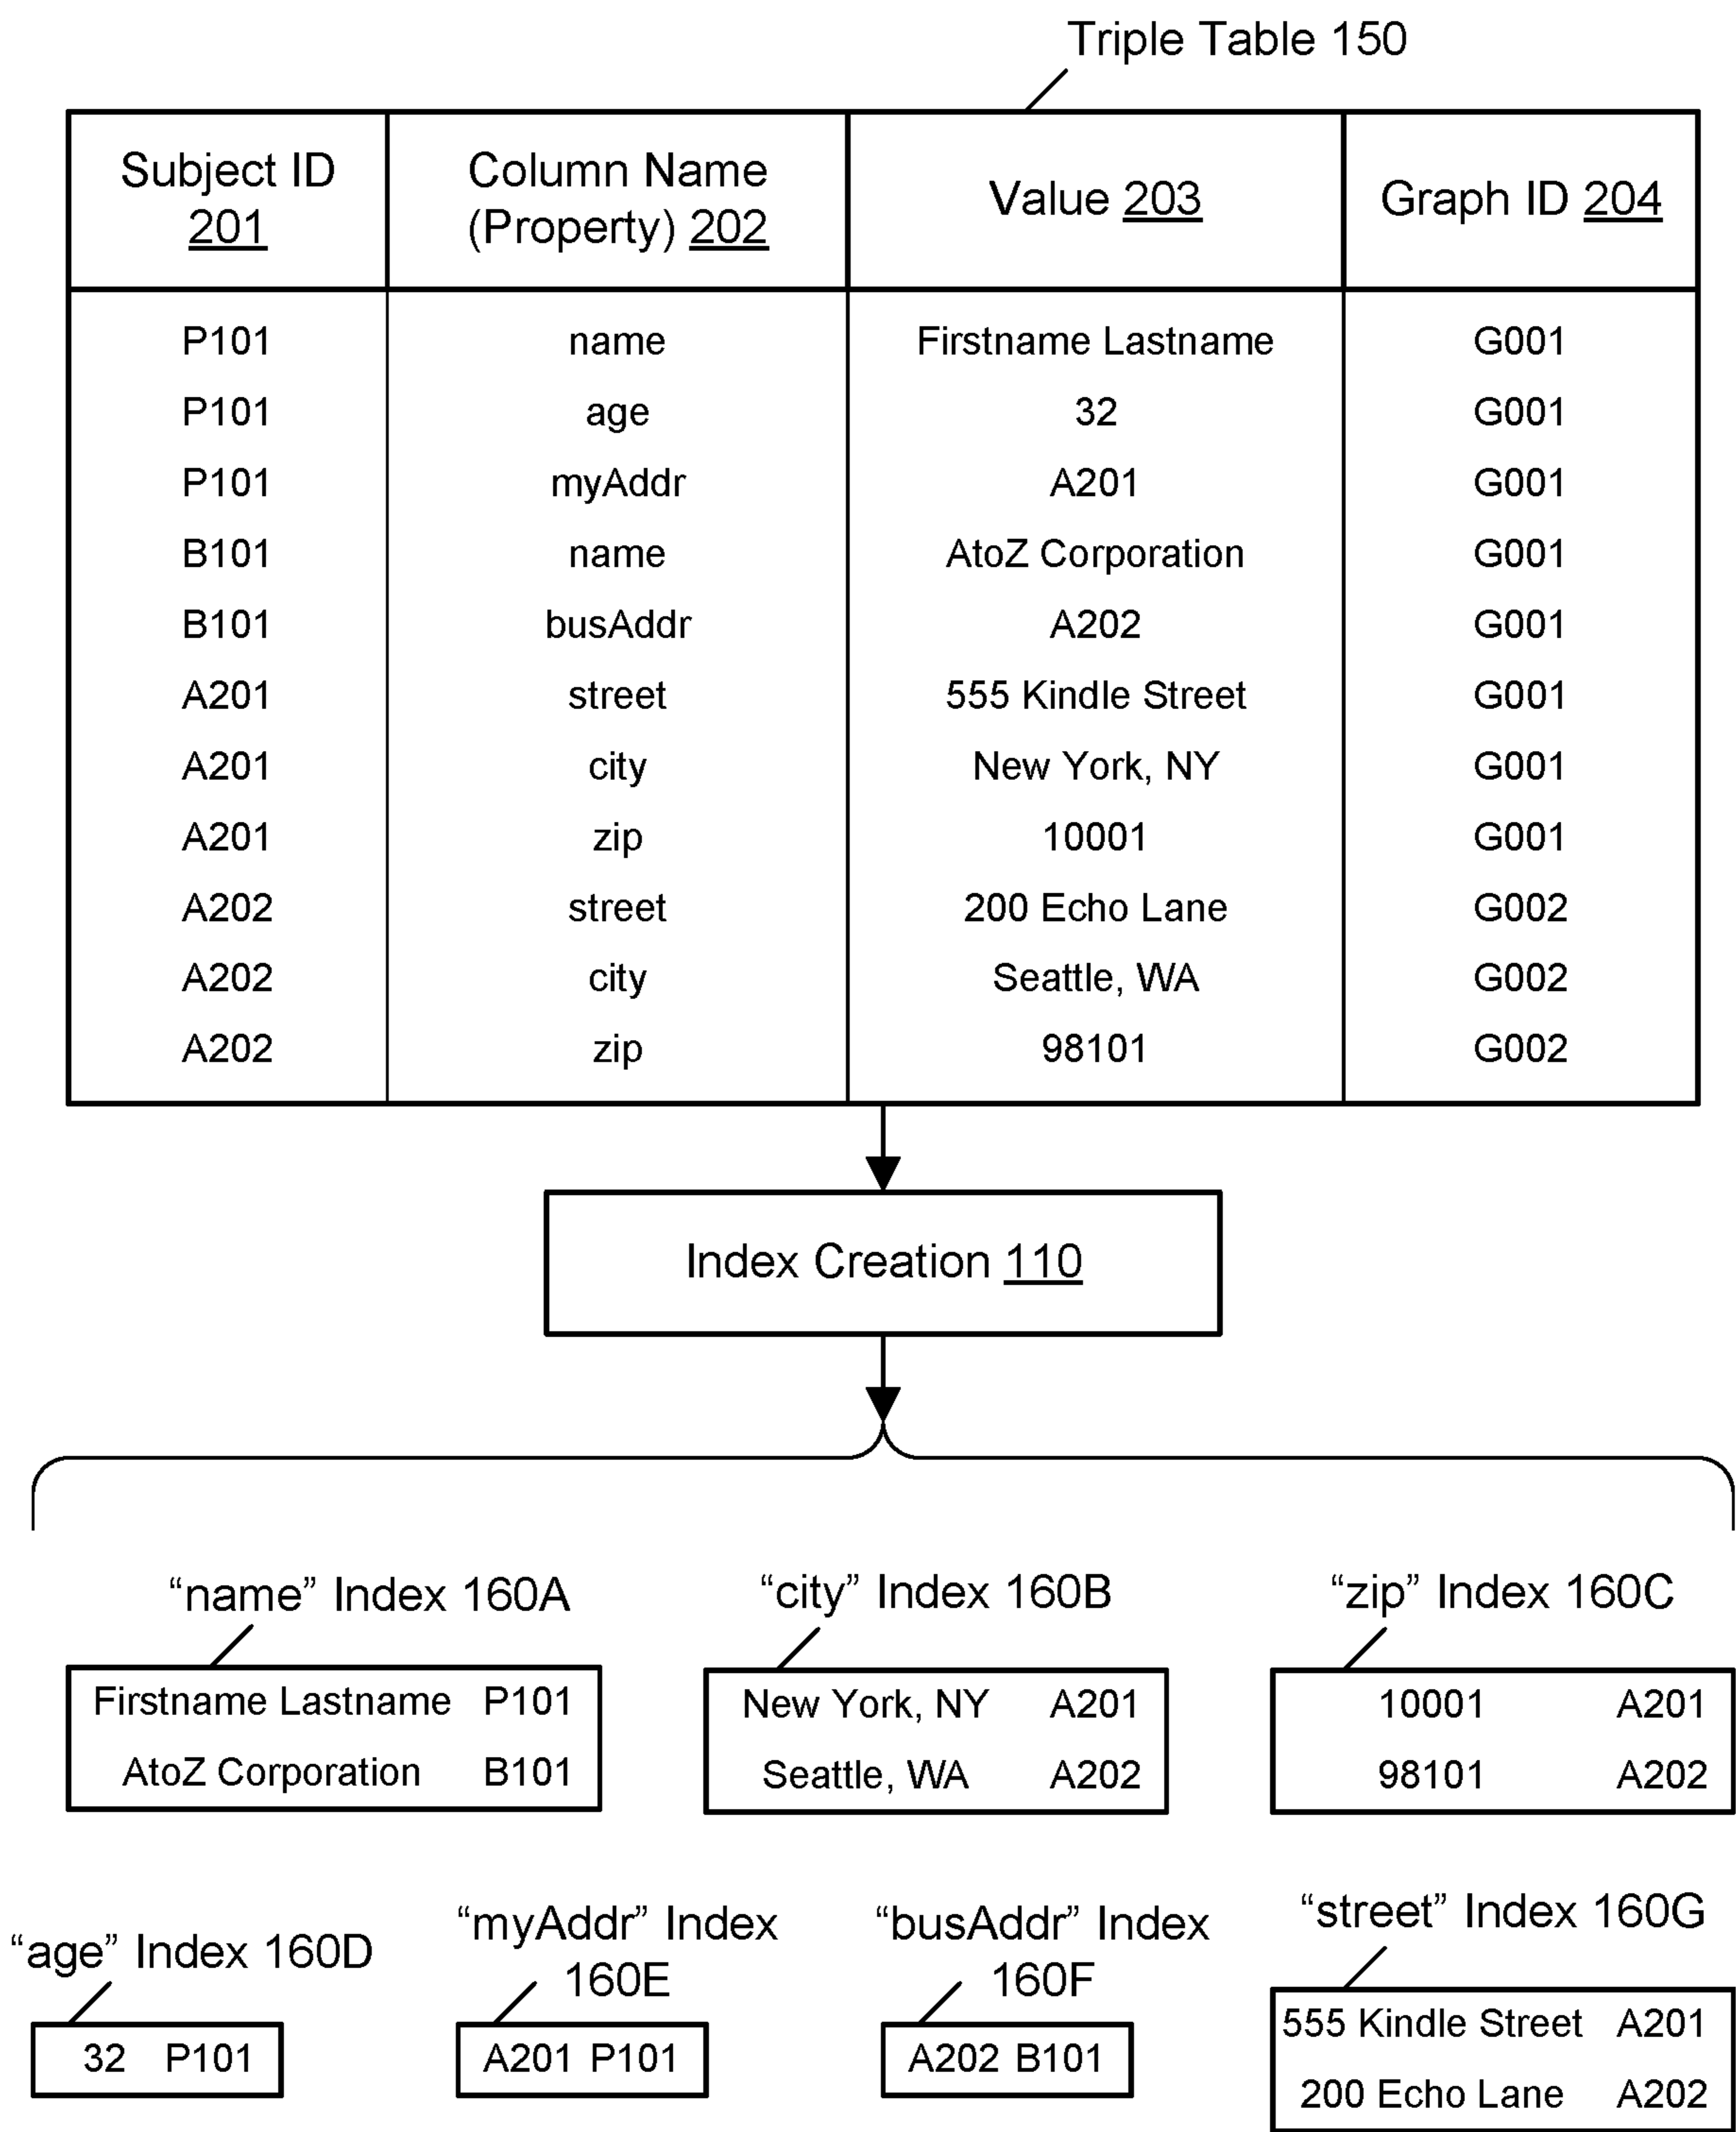 Triple Table 150
Subject ID 201 Column Name (Property) 202 Value 203 Graph ID 204
P101 name Firstname Lastname G001
P101 age 32 G001
P101 myAddr A201 G001
B101 name AtoZ Corporation G001
B101 busAddr A202 G001
A201 street 555 Kindle Street G001
A201 city New York, NY G001
A201 zip 10001 G001
A202 street 200 Echo Lane G002
A202 city Seattle, WA G002
A202 zip 98101 G002
Index Creation 110
“name” Index 160A
Firstname Lastname P101
AtoZ Corporation B101
“city” Index 160B
New York, NY A201
Seattle, WA A202
“zip” Index 160C
10001 A201
98101 A202
“age” Index 160D
32 P101
“myAddr” Index
160E
A201 P101
“busAddr” Index
160F
A202 B101
“street” Index 160G
555 Kindle Street A201
200 Echo Lane A202